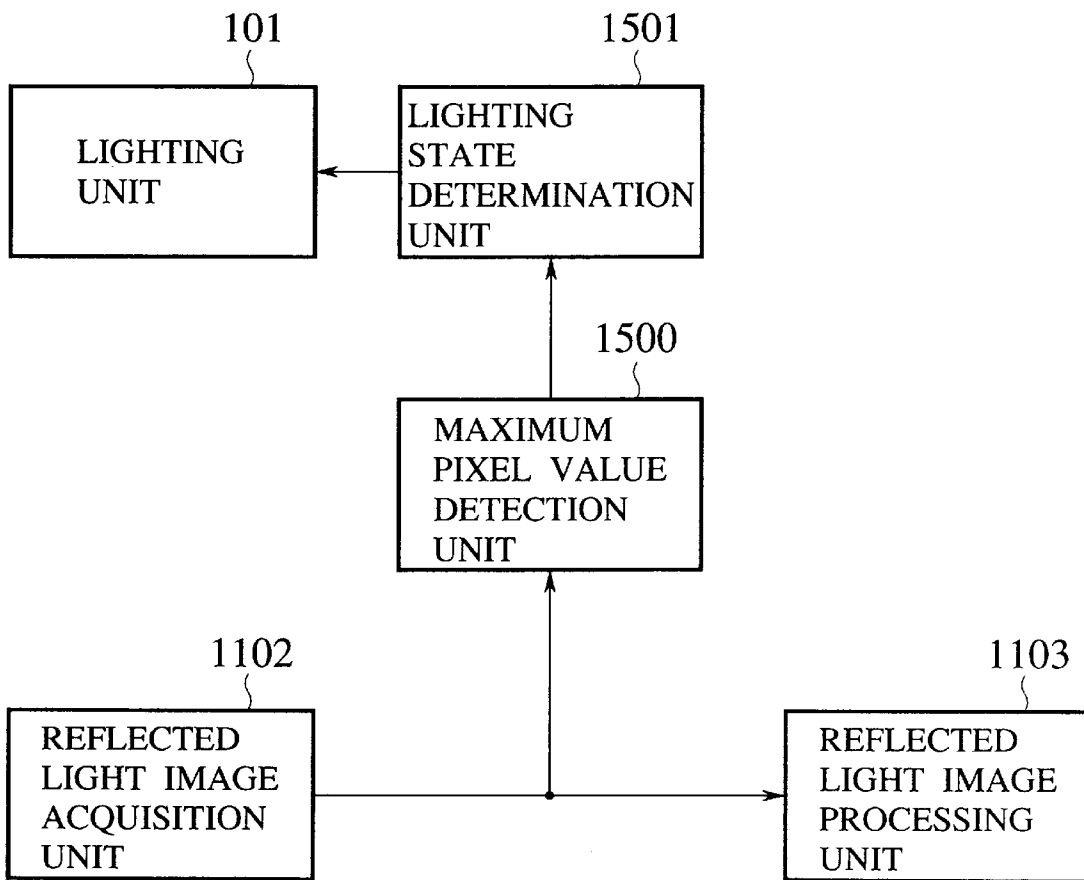 101
1501
LIGHTING
UNIT
LIGHTING
STATE
DETERMINATION
UNIT
1500
MAXIMUM
PIXEL VALUE
DETECTION
UNIT
1102
1103
REFLECTED
LIGHT IMAGE
ACQUISITION
UNIT
REFLECTED
LIGHT IMAGE
PROCESSING
UNIT